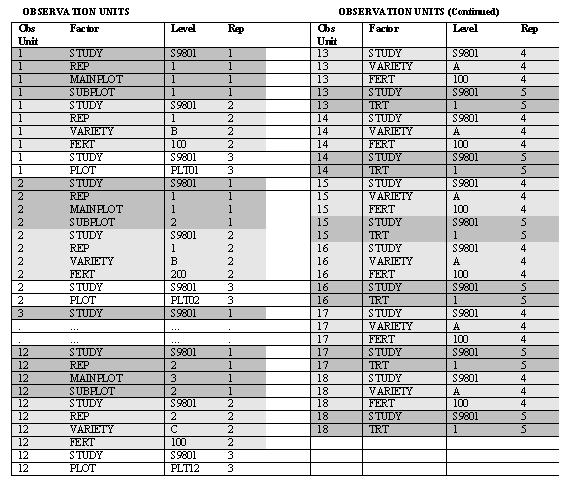 OBSERVATION UNITS
Obs Factor Level Rep
Unit
1 STUDY S9801 1
1 REP 1 1
1 MAINPLOT 1 1
1 SUBPLOT 1 1
1 STUDY S9801 2
1 REP 1 2
1 VARIETY B 2
1 FERT 100 2
1 STUDY S9801 3
1 PLOT PLT01 3
2 STUDY S9801 1
2 REP 1 1
2 MAINPLOT 1 1
2 SUBPLOT 2 1
2 STUDY S9801 2
2 REP 1 2
2 VARIETY B 2
2 FERT 200 2
2 STUDY S9801 3
2 PLOT PLT02 3
3 STUDY S9801 1
. ... ... .
. ... ... .
12 STUDY S9801 1
12 REP 2 1
12 MAINPLOT 3 1
12 SUBPLOT 2 1
12 STUDY S9801 2
12 REP 2 2
12 VARIETY C 2
12 FERT 100 2
12 STUDY S9801 3
12 PLOT PLT12 3
OBSERVATION UNITS (Continued)
Obs Factor Level Rep
Unit
13 STUDY S9801 4
13 VARIETY A 4
13 FERT 100 4
13 STUDY S9801 5
13 TRT 1 5
14 STUDY S9801 4
14 VARIETY A 4
14 FERT 100 4
14 STUDY S9801 5
14 TRT 1 5
15 STUDY S9801 4
15 VARIETY A 4
15 FERT 100 4
15 STUDY S9801 5
15 TRT 1 5
16 STUDY S9801 4
16 VARIETY A 4
16 FERT 100 4
16 STUDY S9801 5
16 TRT 1 5
17 STUDY S9801 4
17 VARIETY A 4
17 FERT 100 4
17 STUDY S9801 5
17 TRT 1 5
18 STUDY S9801 4
18 VARIETY A 4
18 FERT 100 4
18 STUDY S9801 5
18 TRT 1 5